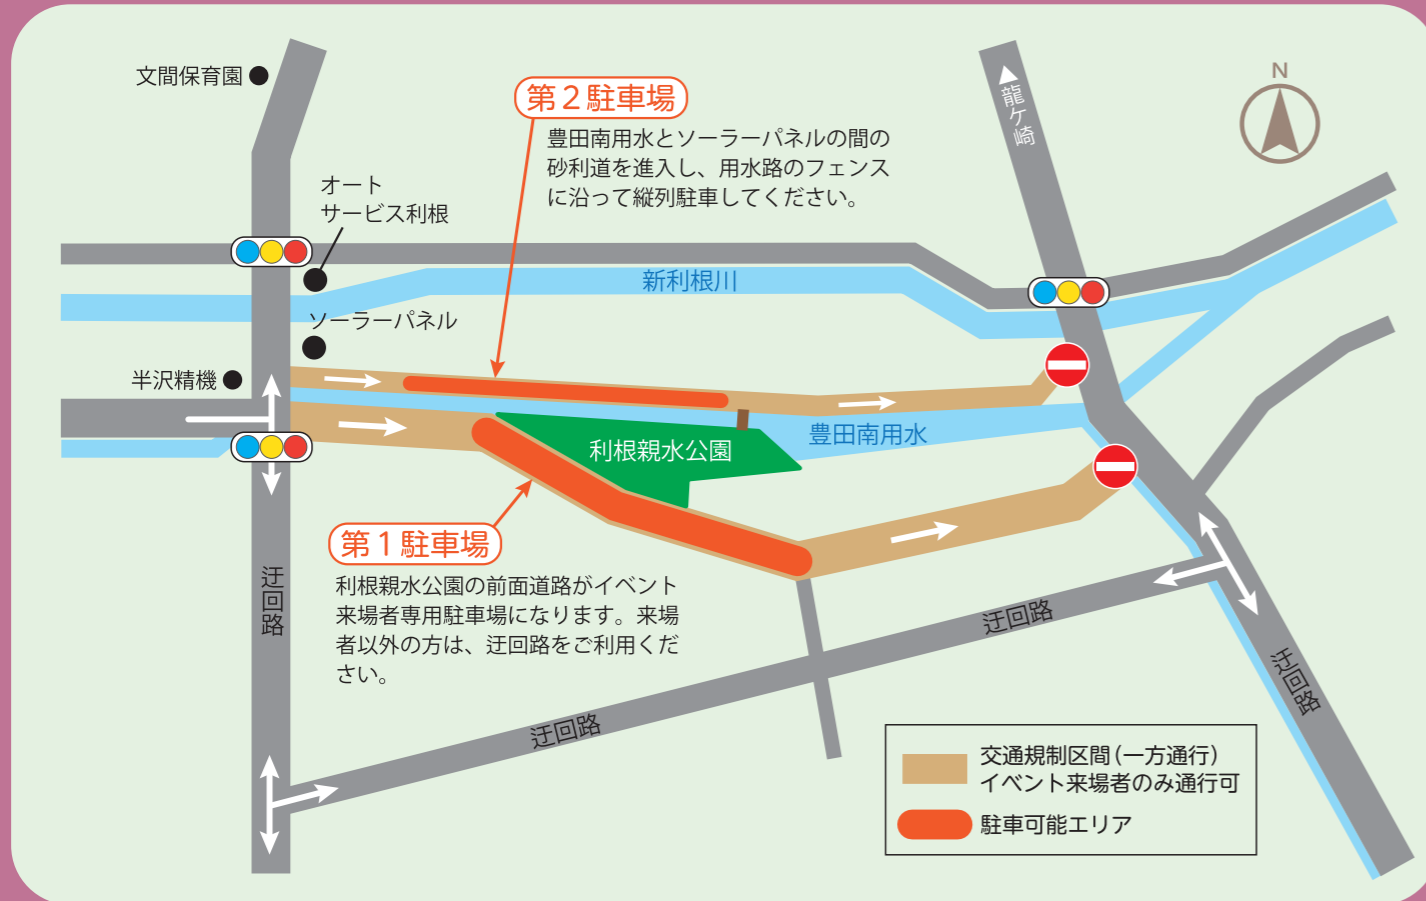 文間保育園
第2駐車場
豊田南用水とソーラーパネルの間の
砂利道を進入し、用水路のフェンス
に沿って縦列駐車してください。
▲龍ケ崎
N
オート
サービス利根
新利根川
ソーラーパネル
半沢精機
利根親水公園
豊田南用水
第1駐車場
利根親水公園の前面道路がイベント
来場者専用駐車場になります。来場
者以外の方は、迂回路をご利用くだ
さい。
迂回路
迂回路
迂回路
迂回路
交通規制区間(一方通行)
イベント来場者のみ通行可
駐車可能エリア